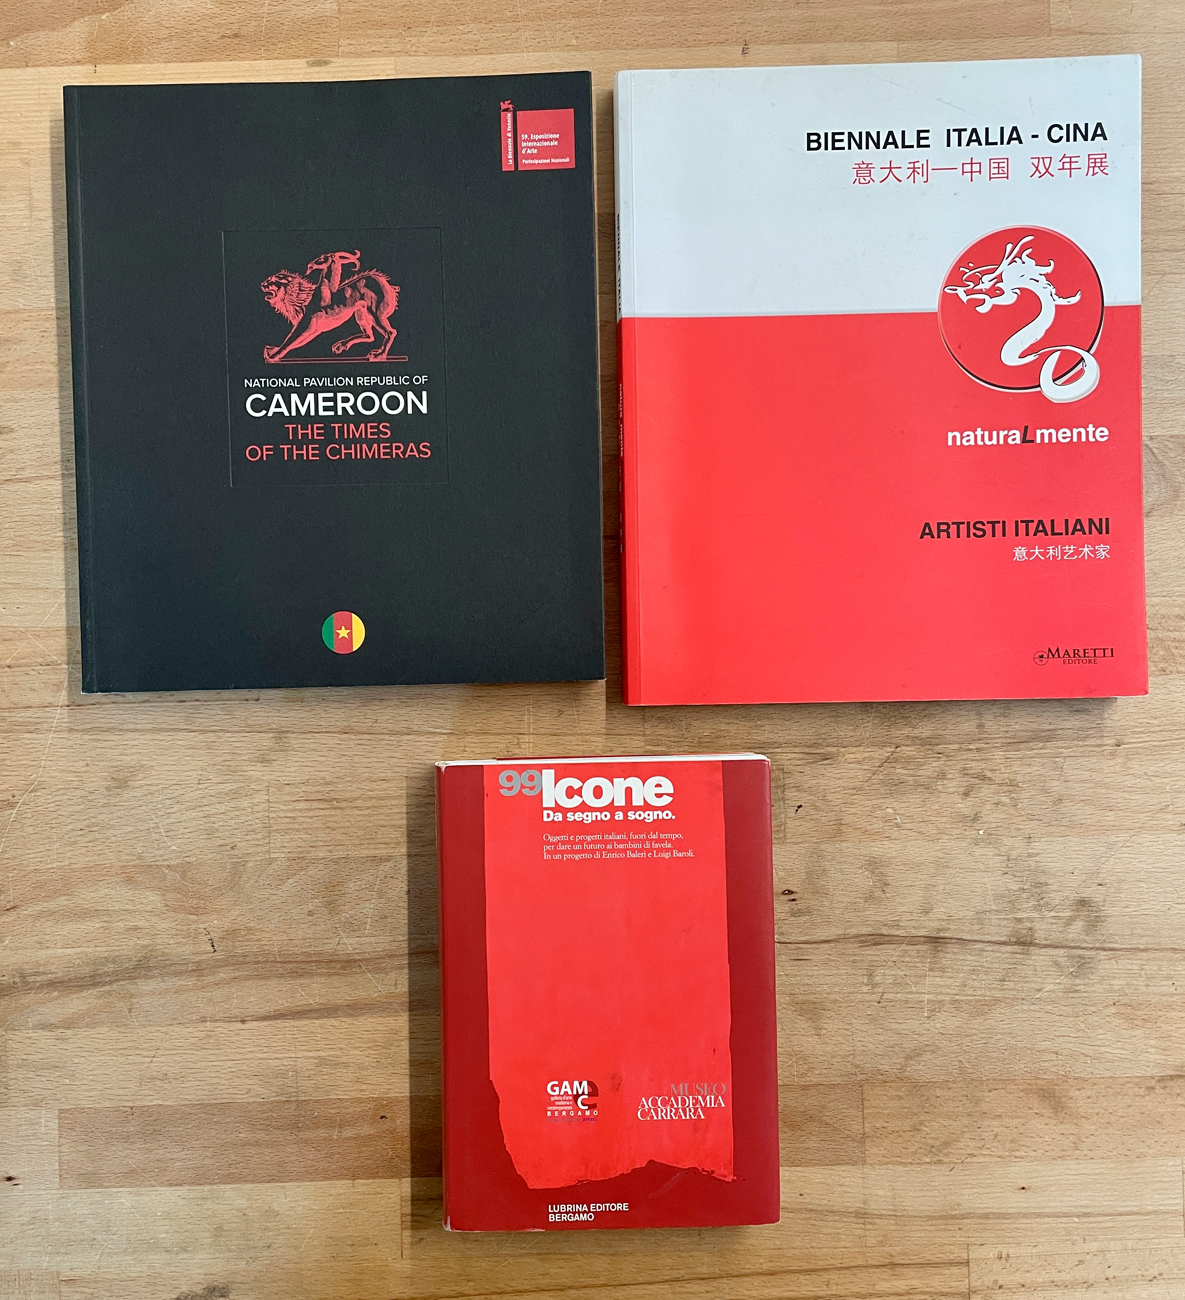 La Biennale di Venezia
59. Esposizione
Internazionale
d'Arte
Partecipazioni Nazionali
NATIONAL PAVILION REPUBLIC OF
CAMEROON
THE TIMES
OF THE CHIMERAS
BIENNALE ITALIA - CINA
意大利一中国 双年展
naturaLmente
ARTISTI ITALIANI
意大利艺术家
MARETTI
EDITORE
99Icone
Da segno a sogno.
Oggetti e progetti italiani, fuori dal tempo,
per dare un futuro ai bambini di favela.
In un progetto di Enrico Baleri e Luigi Baroli.
GAMeC
galleria d'arte
moderna e
contemporanea
BERGAMO
MUSEO
ACCADEMIA
CARRARA
LUBRINA EDITORE
BERGAMO